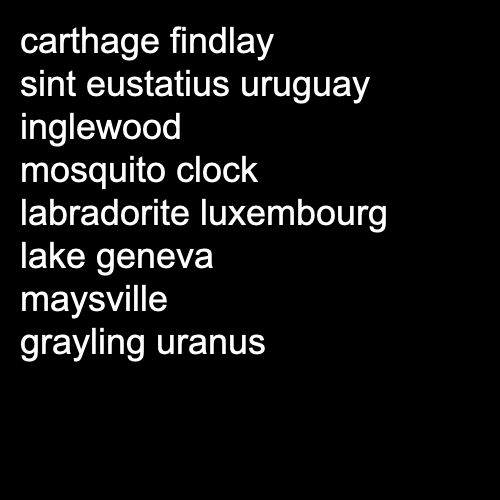 carthage findlay
sint eustatius uruguay
inglewood
mosquito clock
labradorite luxembourg
lake geneva
maysville
grayling uranus